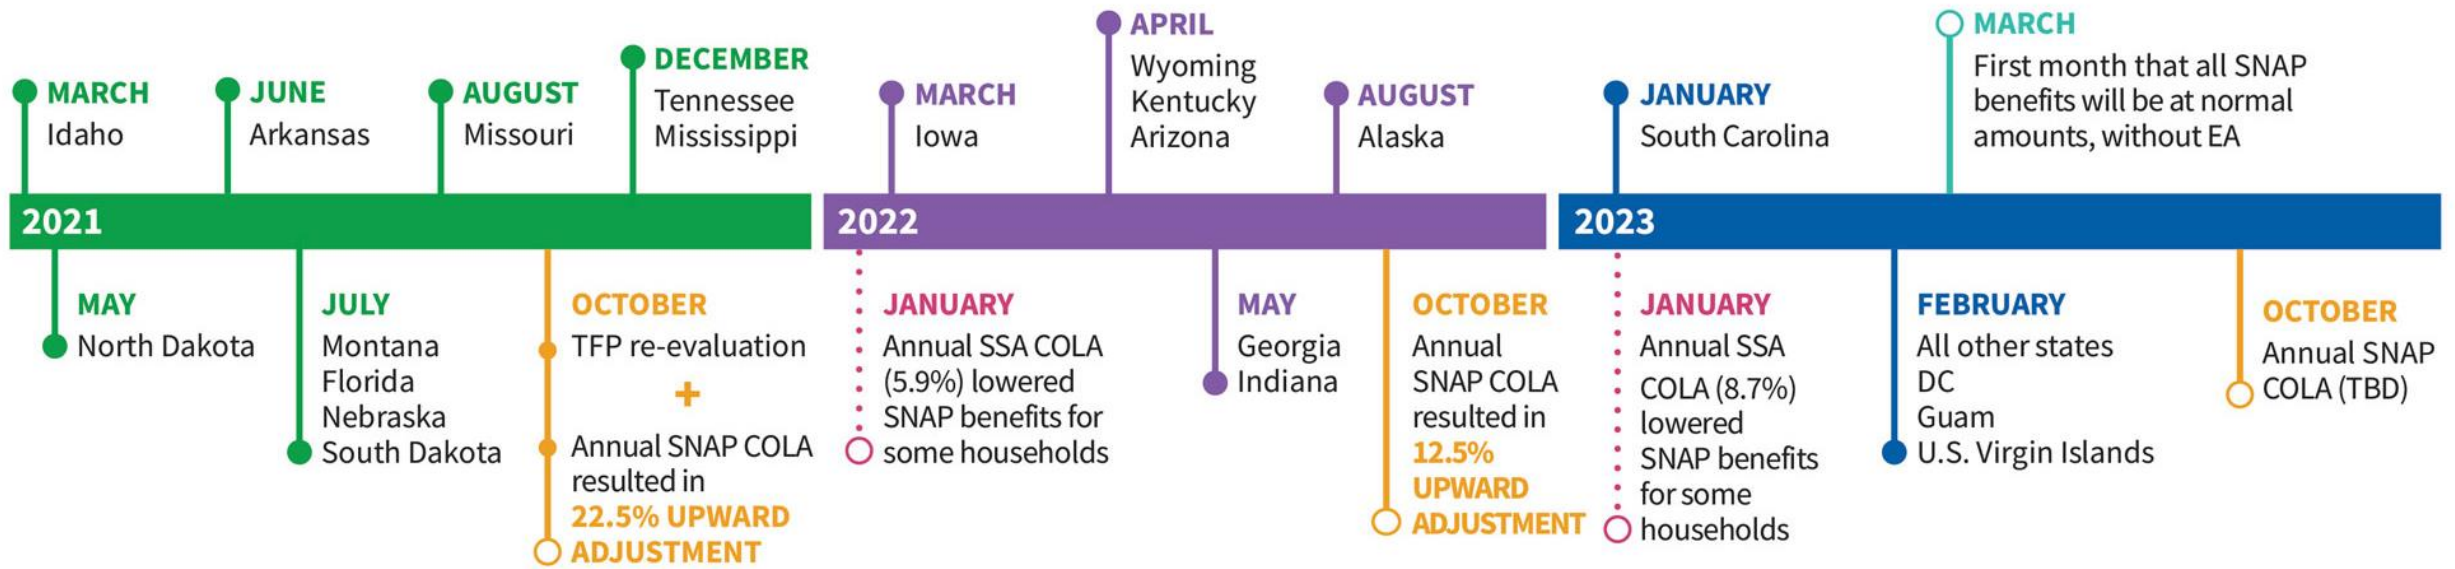 MARCH
Idaho
JUNE
Arkansas
AUGUST
Missouri
DECEMBER
Tennessee
Mississippi
MARCH
Iowa
APRIL
Wyoming
Kentucky
Arizona
AUGUST
Alaska
JANUARY
South Carolina
MARCH
First month that all SNAP
benefits will be at normal
amounts, without EA
2021
2022
2023
MAY
North Dakota
JULY
Montana
Florida
Nebraska
South Dakota
OCTOBER
TFP re-evaluation
+
Annual SNAP COLA
resulted in
22.5% UPWARD
ADJUSTMENT
JANUARY
Annual SSA COLA
(5.9%) lowered
SNAP benefits for
some households
MAY
Georgia
Indiana
OCTOBER
Annual
SNAP COLA
resulted in
12.5%
UPWARD
ADJUSTMENT
JANUARY
Annual SSA
COLA (8.7%)
lowered
SNAP benefits
for some
households
FEBRUARY
All other states
DC
Guam
U.S. Virgin Islands
OCTOBER
Annual SNAP
COLA (TBD)